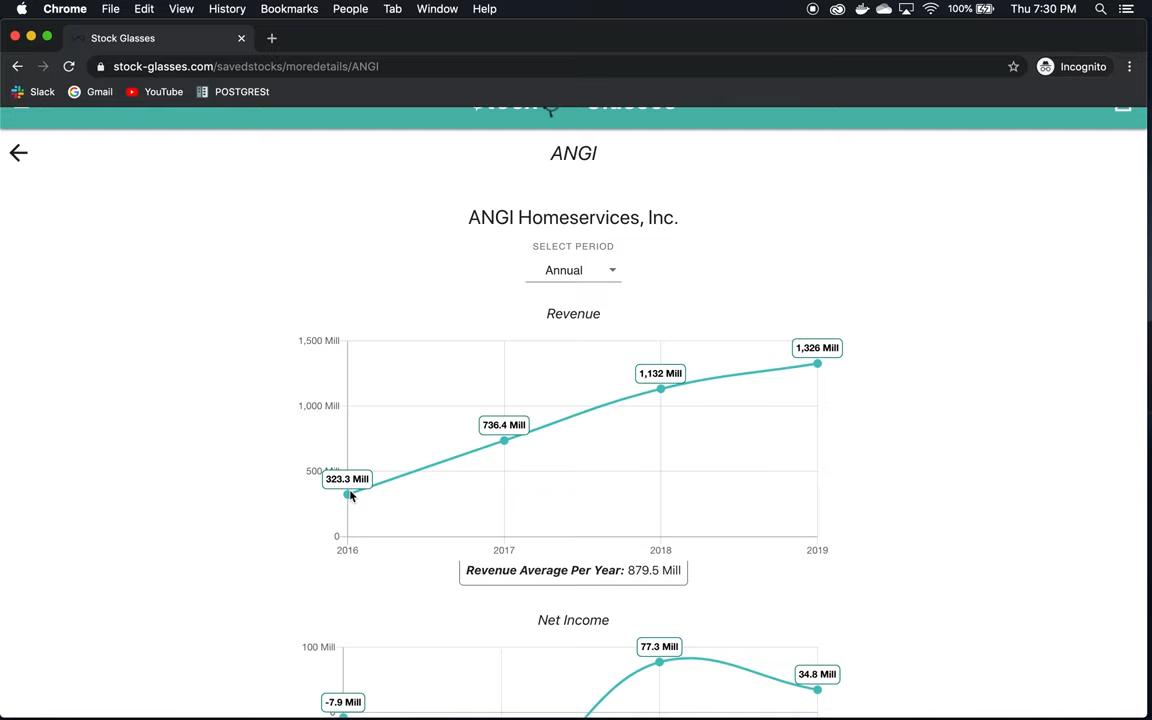 Chrome File Edit View History Bookmarks People Tab Window Help 100% Thu 7:30 PM
Stock Glasses
stock-glasses.com/savedstocks/moredetails/ANGI Incognito
Slack Gmail YouTube POSTGRESt
ANGI
ANGI Homeservices, Inc.
SELECT PERIOD
Annual
Revenue
1,500 Mill
1,326 Mill
1,132 Mill
1,000 Mill
736.4 Mill
500 Mill
323.3 Mill
0
2016 2017 2018 2019
Revenue Average Per Year: 879.5 Mill
Net Income
100 Mill
77.3 Mill
34.8 Mill
-7.9 Mill